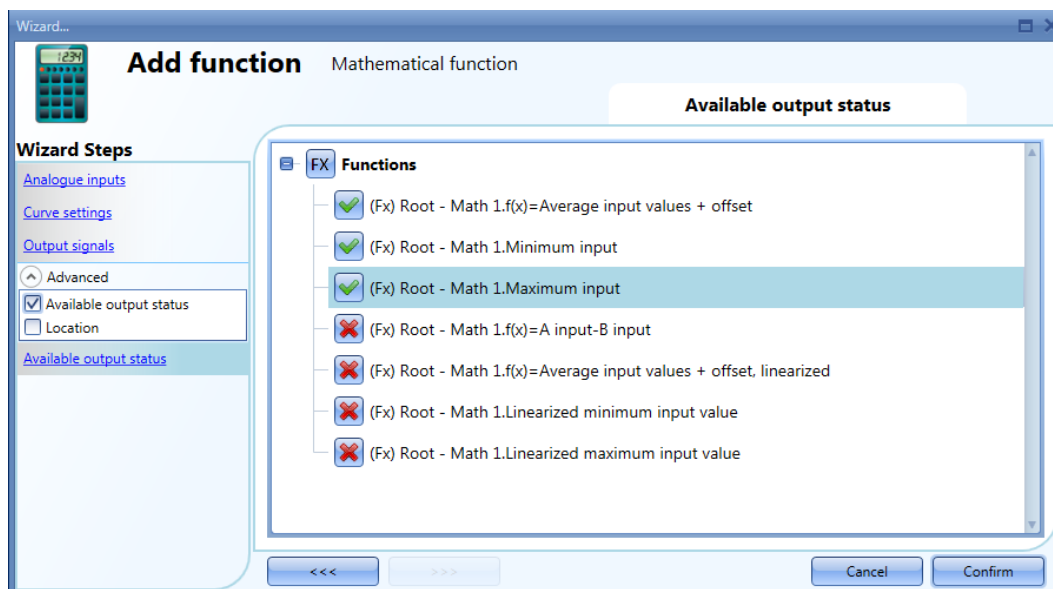 Wizard...
1234
Add function
Mathematical function
Available output status
Wizard Steps
Analogue inputs
Curve settings
Output signals
Advanced
Available output status
Location
Available output status
FX Functions
(Fx) Root - Math 1.f(x)=Average input values + offset
(Fx) Root - Math 1.Minimum input
(Fx) Root - Math 1.Maximum input
(Fx) Root - Math 1.f(x)=A input-B input
(Fx) Root - Math 1.f(x)=Average input values + offset, linearized
(Fx) Root - Math 1.Linearized minimum input value
(Fx) Root - Math 1.Linearized maximum input value
<<<
>>>
Cancel
Confirm